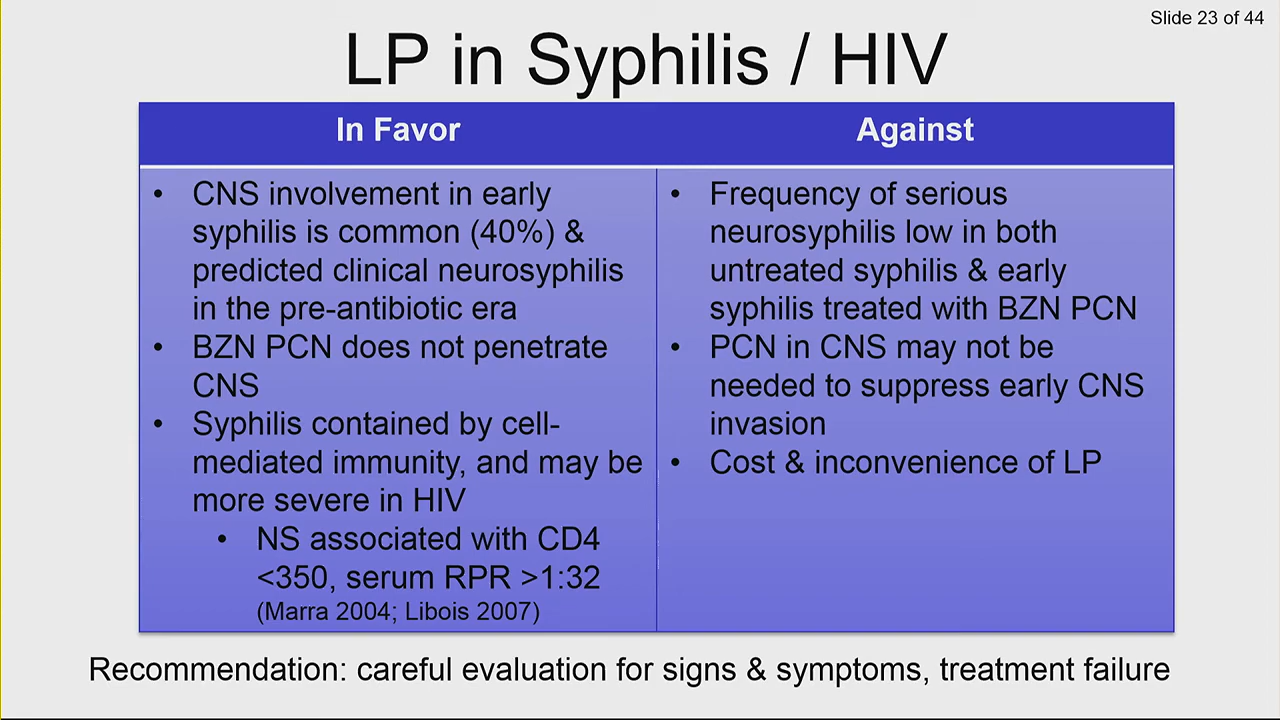 Slide 23 of 44
LP in Syphilis / HIV
In Favor
Against
• CNS involvement in early
syphilis is common (40%) &
predicted clinical neurosyphilis
in the pre-antibiotic era
• BZN PCN does not penetrate
CNS
• Syphilis contained by cell-
mediated immunity, and may be
more severe in HIV
• NS associated with CD4
<350, serum RPR >1:32
(Marra 2004; Libois 2007)
• Frequency of serious
neurosyphilis low in both
untreated syphilis & early
syphilis treated with BZN PCN
• PCN in CNS may not be
needed to suppress early CNS
invasion
• Cost & inconvenience of LP
Recommendation: careful evaluation for signs & symptoms, treatment failure